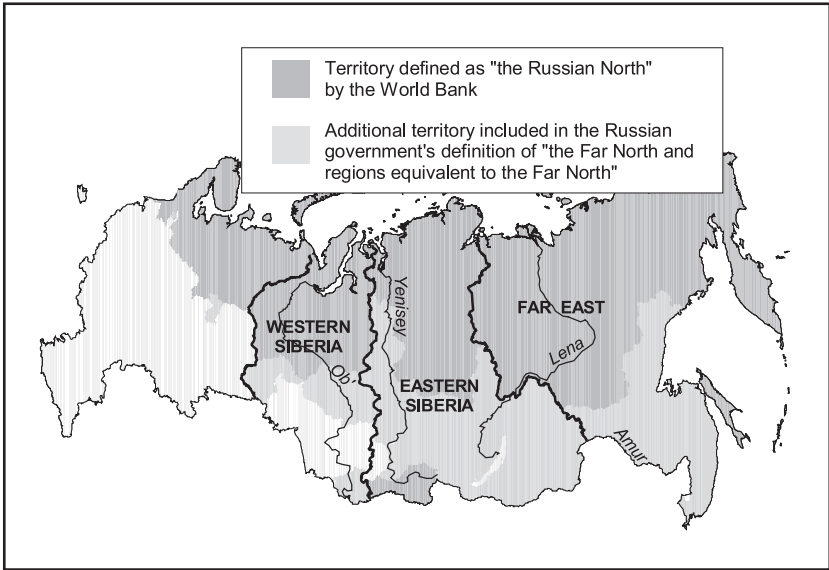 Territory defined as "the Russian North"
by the World Bank
Additional territory included in the Russian
government's definition of "the Far North and
regions equivalent to the Far North"
WESTERN
SIBERIA
Ob'
Yenisey
EASTERN
SIBERIA
FAR EAST
Lena
Amur